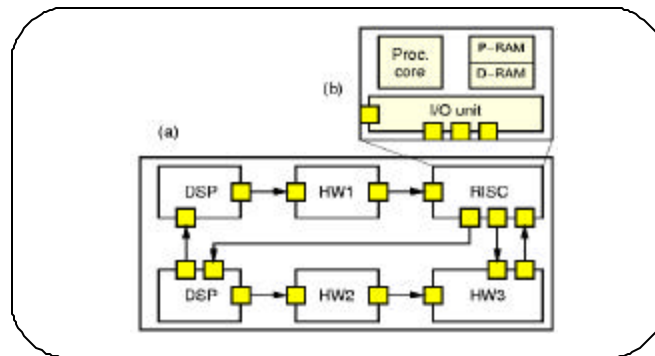 Proc.
core
P-RAM
D-RAM
(b)
I/O unit
(a)
DSP
HW1
RISC
DSP
HW2
HW3